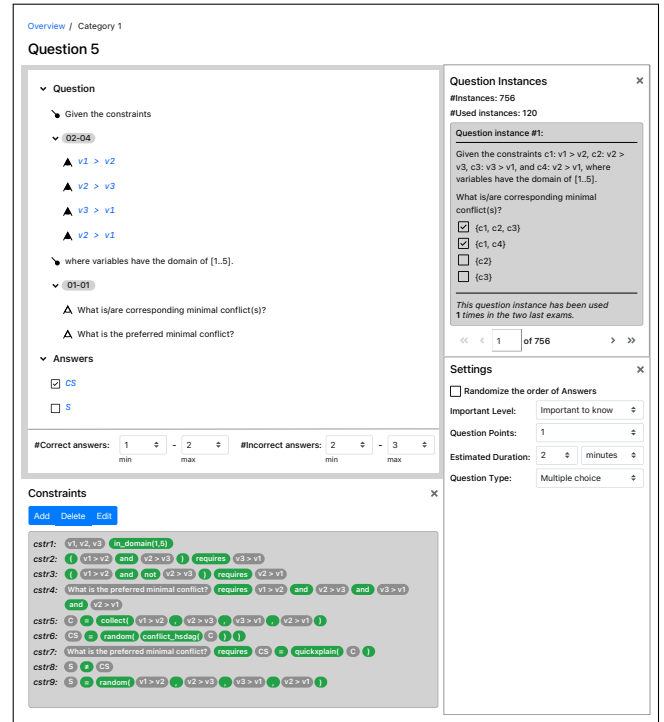 Overview / Category 1
Question 5
Question
Given the constraints
02-04
v1 > v2
v2 > v3
v3 > v1
v2 > v1
where variables have the domain of [1..5].
01-01
What is/are corresponding minimal conflict(s)?
What is the preferred minimal conflict?
Answers
CS
S
#Correct answers: 1 - 2 #Incorrect answers: 2 - 3
min max min max
Question Instances ×
#Instances: 756
#Used instances: 120
Question instance #1:
Given the constraints c1: v1 > v2, c2: v2 >
v3, c3: v3 > v1, and c4: v2 > v1, where
variables have the domain of [1..5].
What is/are corresponding minimal
conflict(s)?
{c1, c2, c3}
{c1, c4}
{c2}
{c3}
This question instance has been used
1 times in the two last exams.
« ‹ 1 of 756 › »
Settings ×
Randomize the order of Answers
Important Level: Important to know
Question Points: 1
Estimated Duration: 2 minutes
Question Type: Multiple choice
Constraints ×
Add Delete Edit
cstr1: v1, v2, v3 in_domain(1,5)
cstr2: ( v1 > v2 and v2 > v3 ) requires v3 > v1
cstr3: ( v1 > v2 and not v2 > v3 ) requires v2 > v1
cstr4: What is the preferred minimal conflict? requires v1 > v2 and v2 > v3 and v3 > v1
and v2 > v1
cstr5: C = collect( v1 > v2 , v2 > v3 , v3 > v1 , v2 > v1 )
cstr6: CS = random( conflict_hsdag( C ) )
cstr7: What is the preferred minimal conflict? requires CS = quickxplain( C )
cstr8: S ≠ CS
cstr9: S = random( v1 > v2 , v2 > v3 , v3 > v1 , v2 > v1 )